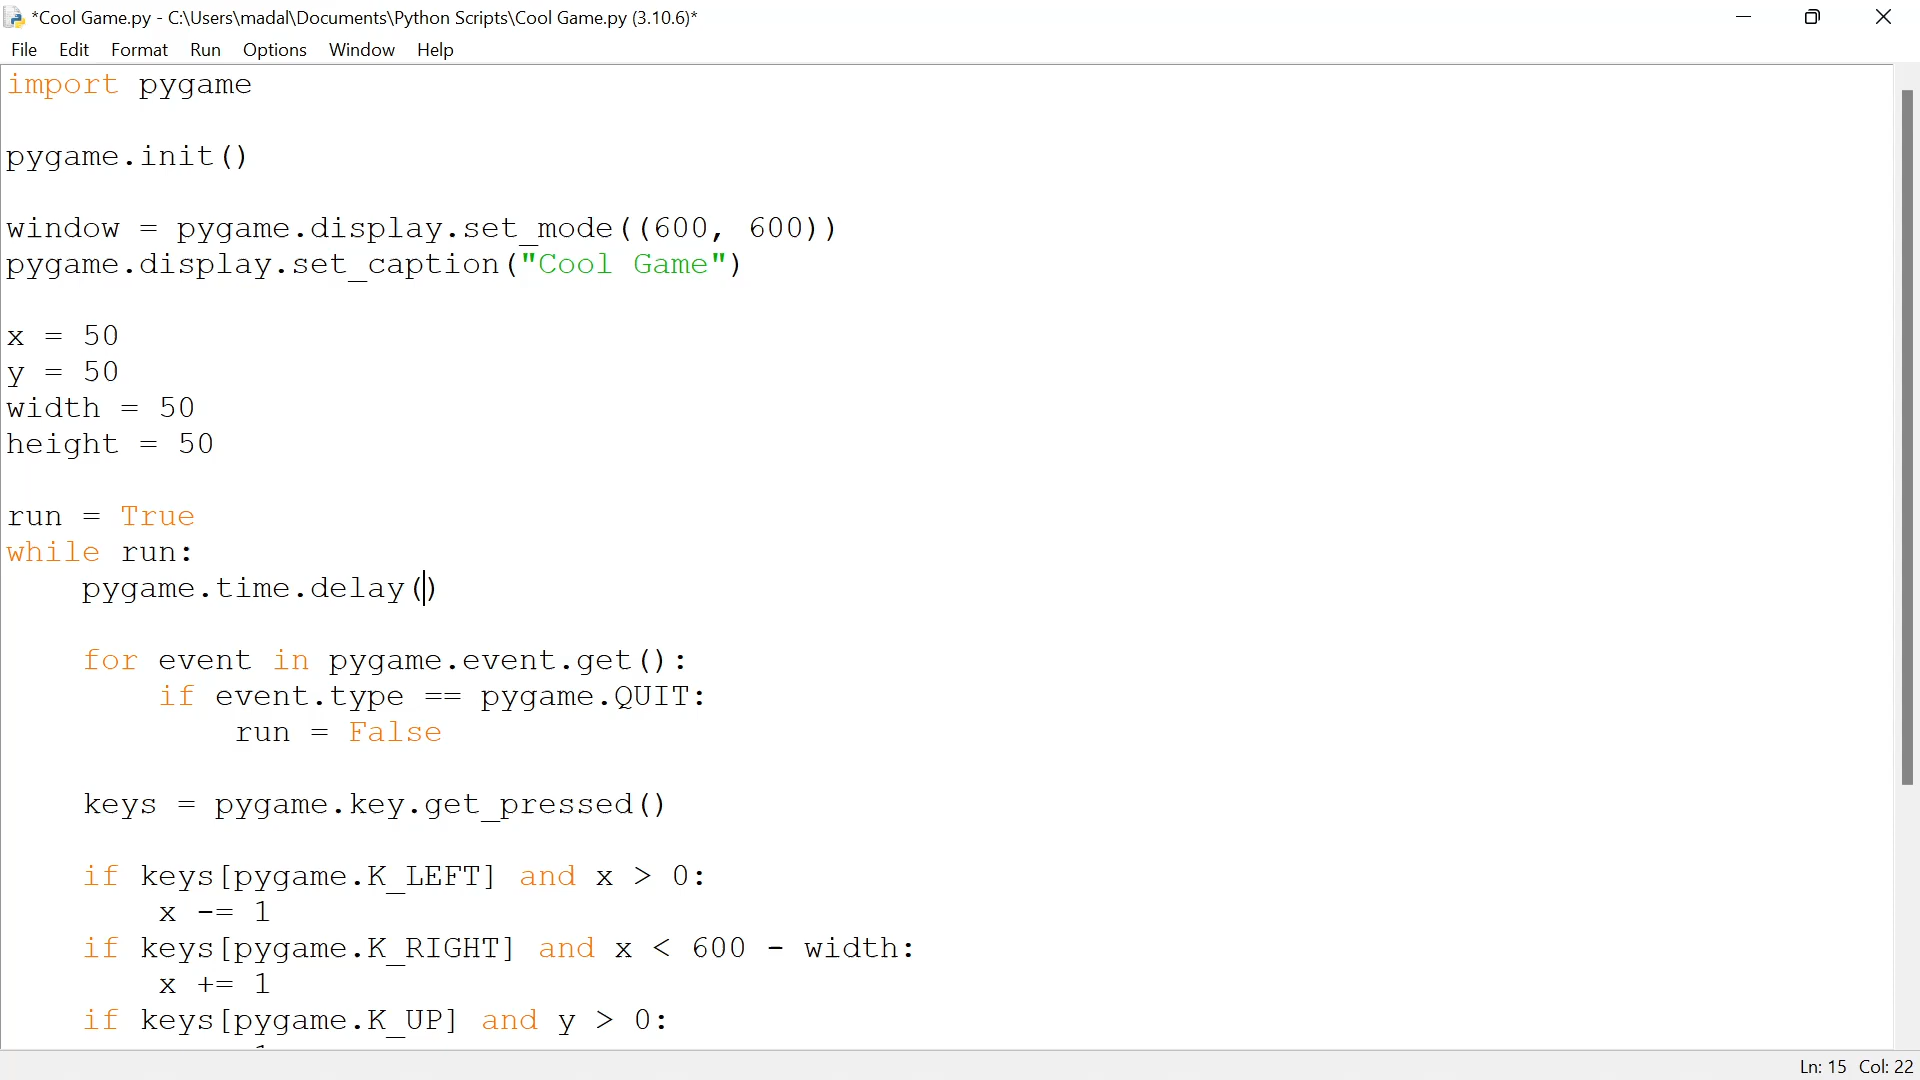 *Cool Game.py - C:\Users\madal\Documents\Python Scripts\Cool Game.py (3.10.6)*
File Edit Format Run Options Window Help
import pygame
pygame.init()
window = pygame.display.set_mode((600, 600))
pygame.display.set_caption("Cool Game")
x = 50
y = 50
width = 50
height = 50
run = True
while run:
    pygame.time.delay()
    for event in pygame.event.get():
        if event.type == pygame.QUIT:
            run = False
    keys = pygame.key.get_pressed()
    if keys[pygame.K_LEFT] and x > 0:
        x -= 1
    if keys[pygame.K_RIGHT] and x < 600 - width:
        x += 1
    if keys[pygame.K_UP] and y > 0:
Ln: 15 Col: 22